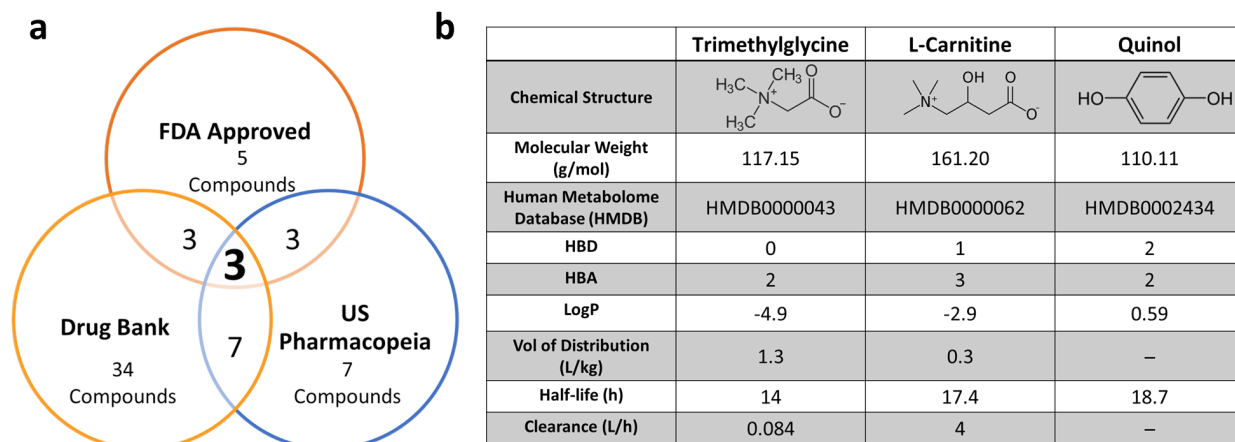 a
FDA Approved
5
Compounds
3
3
3
Drug Bank
34
Compounds
7
US
Pharmacopeia
7
Compounds
b
Trimethylglycine L-Carnitine Quinol
Chemical Structure
H₃C CH₃ O
N⁺
O⁻
H₃C
OH O
N⁺ O⁻
HO OH
Molecular Weight
(g/mol)
117.15 161.20 110.11
Human Metabolome
Database (HMDB)
HMDB0000043 HMDB0000062 HMDB0002434
HBD 0 1 2
HBA 2 3 2
LogP -4.9 -2.9 0.59
Vol of Distribution
(L/kg)
1.3 0.3 –
Half-life (h) 14 17.4 18.7
Clearance (L/h) 0.084 4 –